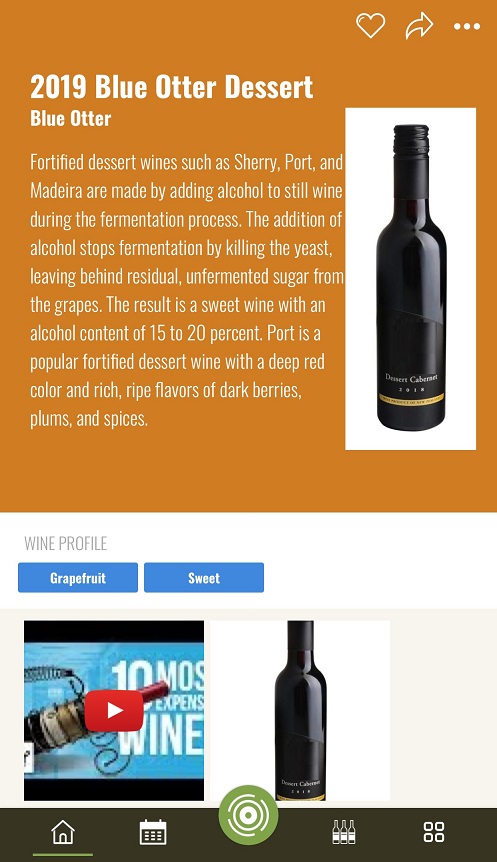 2019 Blue Otter Dessert
Blue Otter
Fortified dessert wines such as Sherry, Port, and
Madeira are made by adding alcohol to still wine
during the fermentation process. The addition of
alcohol stops fermentation by killing the yeast,
leaving behind residual, unfermented sugar from
the grapes. The result is a sweet wine with an
alcohol content of 15 to 20 percent. Port is a
popular fortified dessert wine with a deep red
color and rich, ripe flavors of dark berries,
plums, and spices.
Dessert Cabernet
2018
WINE PROFILE
Grapefruit
Sweet
10 MOS
EXPENS
WINE
Dessert Cabernet
2018